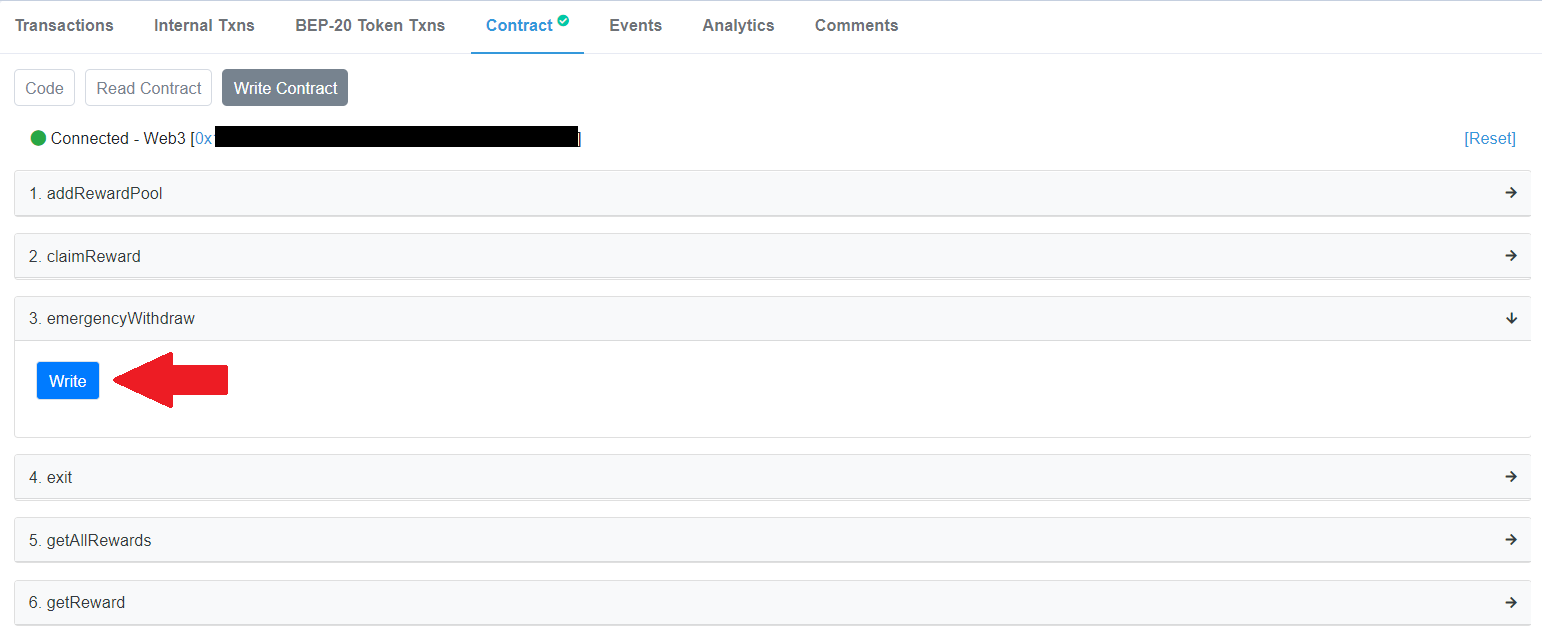 Transactions Internal Txns BEP-20 Token Txns Contract Events Analytics Comments
Code Read Contract Write Contract
Connected - Web3 [0x ] [Reset]
1. addRewardPool
2. claimReward
3. emergencyWithdraw
Write
4. exit
5. getAllRewards
6. getReward